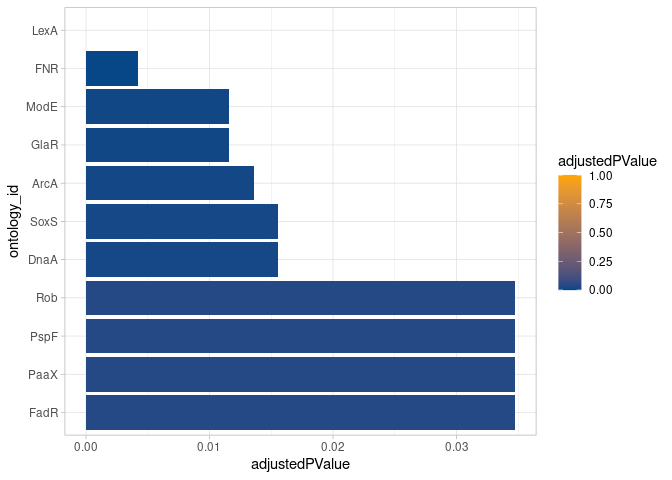 LexA
FNR
ModE
GlaR
ArcA
SoxS
DnaA
Rob
PspF
PaaX
FadR
ontology_id
0.00 0.01 0.02 0.03
adjustedPValue
adjustedPValue
1.00
0.75
0.50
0.25
0.00